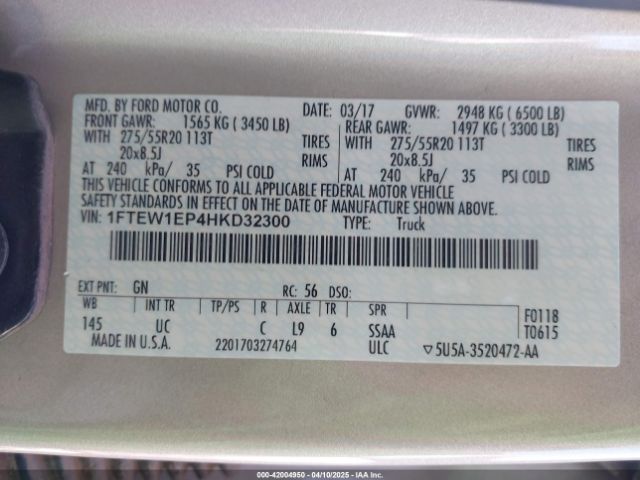 MFD. BY FORD MOTOR CO. DATE: 03/17 GVWR: 2948 KG ( 6500 LB)
FRONT GAWR: 1565 KG ( 3450 LB) REAR GAWR: 1497 KG ( 3300 LB)
WITH 275/55R20 113T TIRES WITH 275/55R20 113T TIRES
20x8.5J RIMS 20x8.5J RIMS
AT 240 kPa/ 35 PSI COLD AT 240 kPa/ 35 PSI COLD
THIS VEHICLE CONFORMS TO ALL APPLICABLE FEDERAL MOTOR VEHICLE
SAFETY STANDARDS IN EFFECT ON THE DATE OF MANUFACTURE SHOWN ABOVE.
VIN: 1FTEW1EP4HKD32300 TYPE: Truck
EXT PNT: GN RC: 56 DSO:
WB INT TR TP/PS R AXLE TR SPR F0118
145 UC C L9 6 SSAA T0615
MADE IN U.S.A. 2201703274764 ULC ▽5U5A-3520472-AA
000-42004950 - 04/10/2025 - IAA Inc.